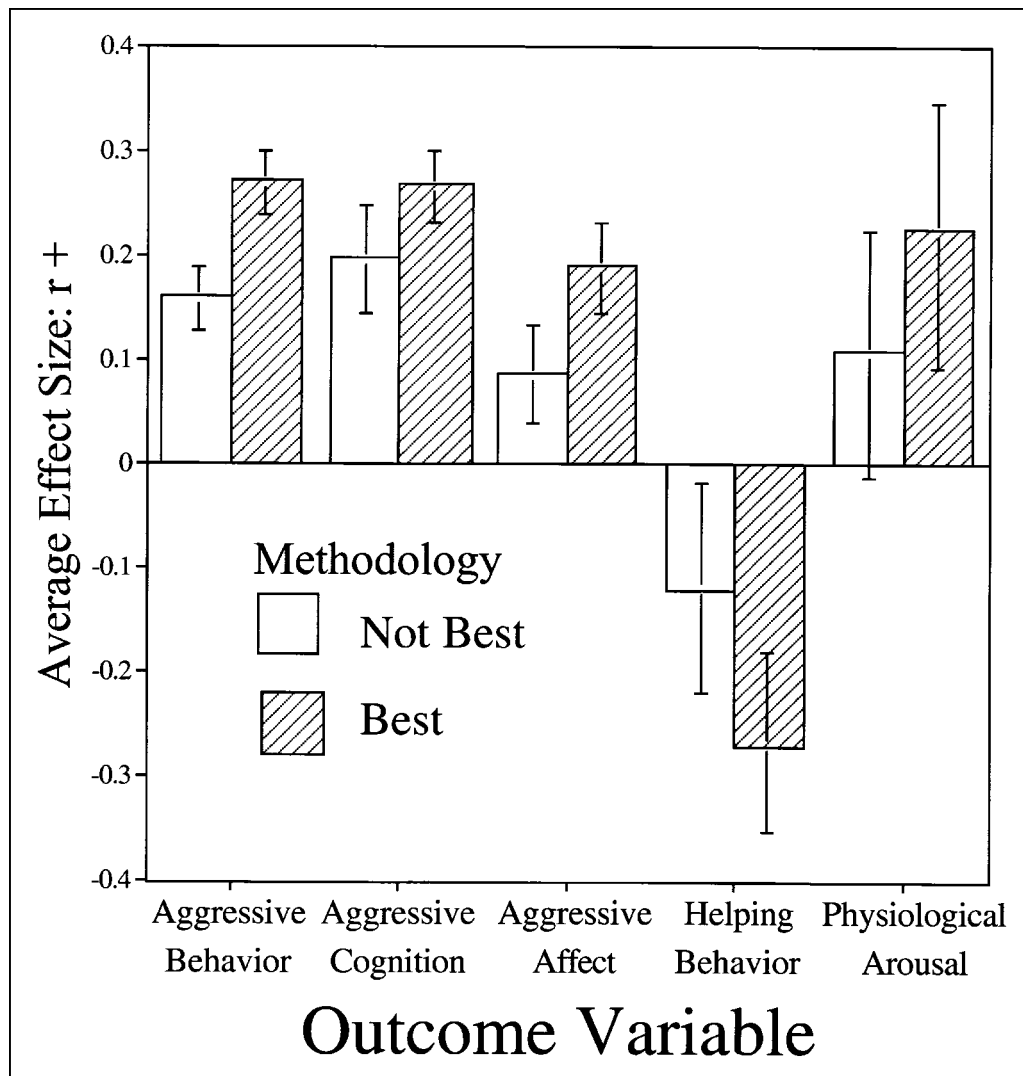 0.4
0.3
0.2
0.1
0
-0.1
-0.2
-0.3
-0.4
Average Effect Size: r +
Methodology
Not Best
Best
Aggressive Behavior
Aggressive Cognition
Aggressive Affect
Helping Behavior
Physiological Arousal
Outcome Variable